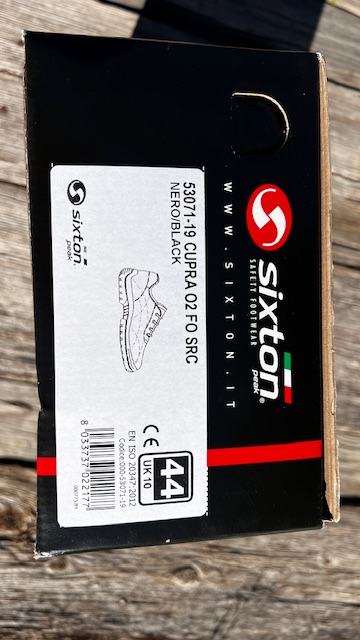 sixton®
peak®
SAFETY FOOTWEAR
WWW.SIXTON.IT
53071-19 CUPRA O2 FO SRC
NERO/BLACK
sixton®
peak
CE
44
UK 10
EN ISO 20347:2012
Codice:000-53071-19
8 033737 022177